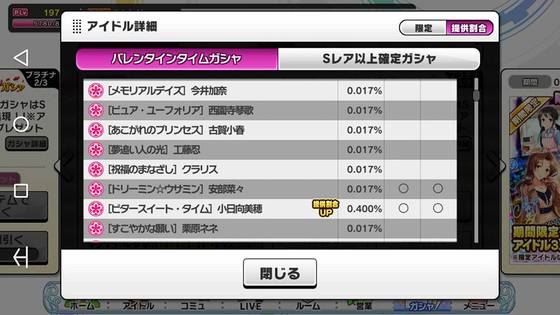 PLv 197
アイドル詳細
限定 提供割合
バレンタインタイムガシャ Sレア以上確定ガシャ
プラチナ
2/3
[メモリアルデイズ] 今井加奈 0.017%
[ピュア・ユーフォリア] 西園寺琴歌 0.017%
[あこがれのプリンセス] 古賀小春 0.017%
[夢追い人の光] 工藤忍 0.017%
[祝福のまなざし] クラリス 0.017%
[ドリーミン☆ウサミン] 安部菜々 0.017% ○ ○
[ビタースイート・タイム] 小日向美穂 提供割合UP 0.400% ○ ○
[すこやかな願い] 栗原ネネ 0.017%
ガシャはS
ガシャ詳細
期間
期間限定
アイドル3
閉じる
ホーム アイドル コミュ LIVE ルーム 営業 ガシャ メニュー